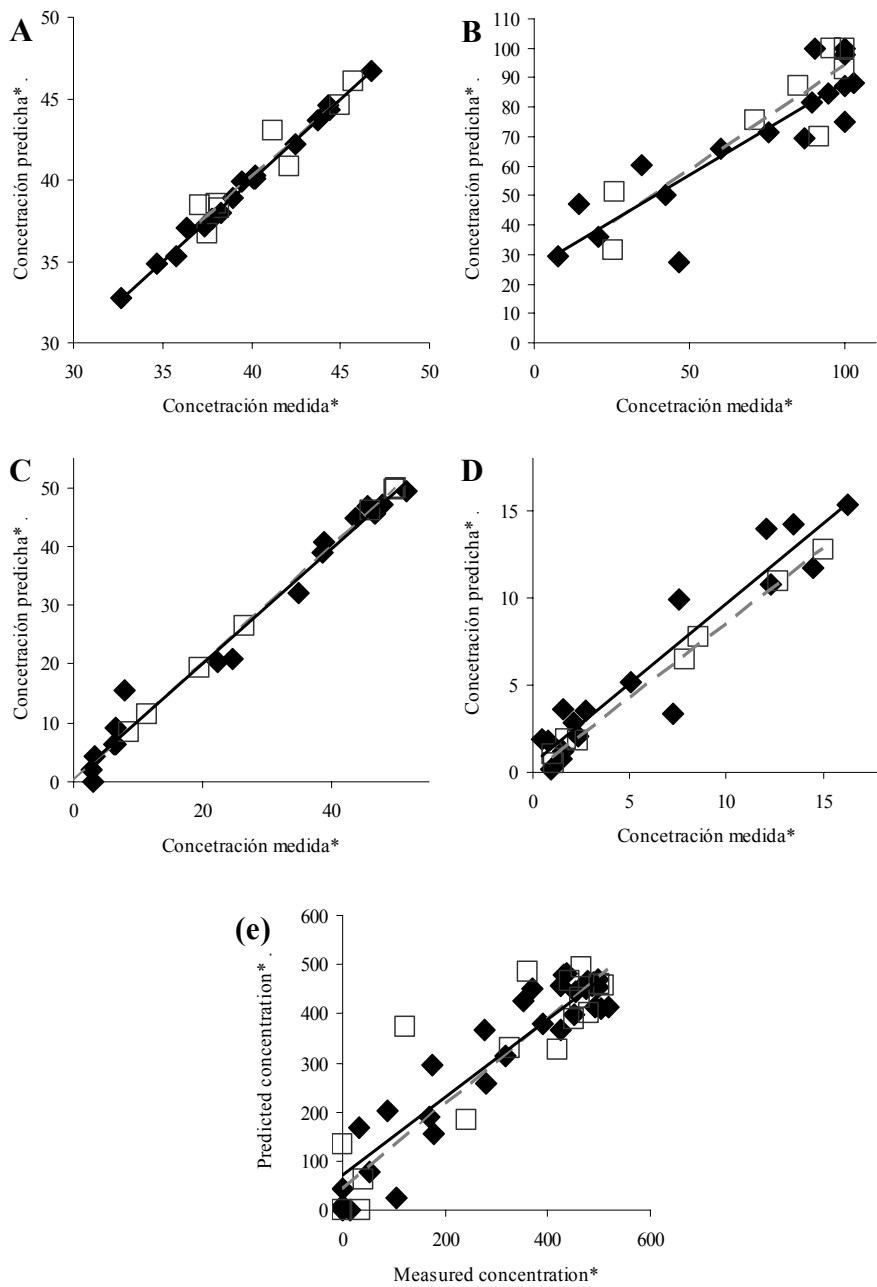 A
Concetración predicha* .
50
45
40
35
30
30 35 40 45 50
Concetración medida*
B
Concetración predicha* .
100
90
80
70
60
50
40
30
20
10
0
0 50 100
Concetración medida*
C
Concetración predicha* .
50
40
30
20
10
0
0 20 40
Concetración medida*
D
Concetración predicha* .
15
10
5
0
0 5 10 15
Concetración medida*
(e)
Predicted concentration* .
600
500
400
300
200
100
0
0 200 400 600
Measured concentration*